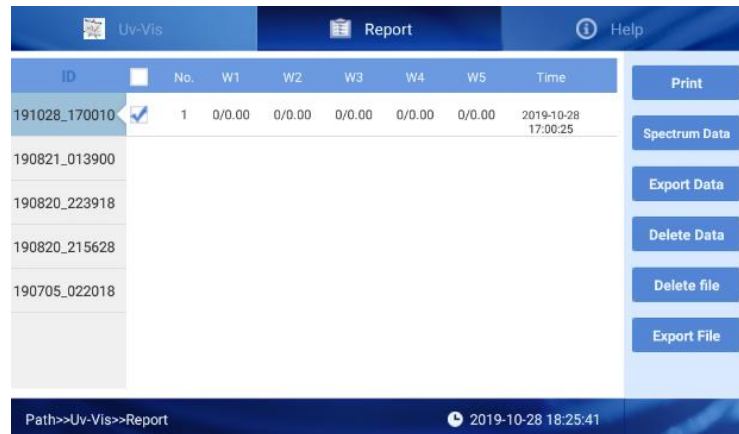 Uv-Vis Report Help
ID No. W1 W2 W3 W4 W5 Time Print
191028_170010 1 0/0.00 0/0.00 0/0.00 0/0.00 0/0.00 2019-10-28
17:00:25
Spectrum Data
190821_013900
Export Data
190820_223918
190820_215628 Delete Data
190705_022018 Delete file
Export File
Path>>Uv-Vis>>Report 2019-10-28 18:25:41